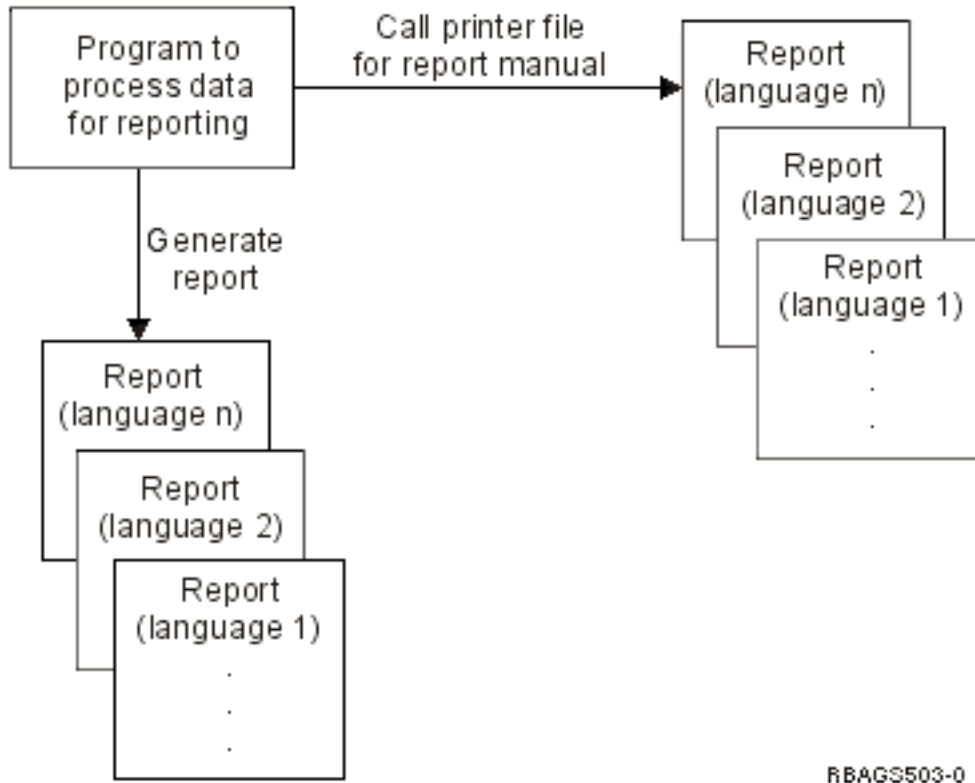 Program to
process data
for reporting
Call printer file
for report manual
Report
(language n)
Report
(language 2)
Report
(language 1)
.
.
.
Generate
report
Report
(language n)
Report
(language 2)
Report
(language 1)
.
.
.
RBAGS503-0